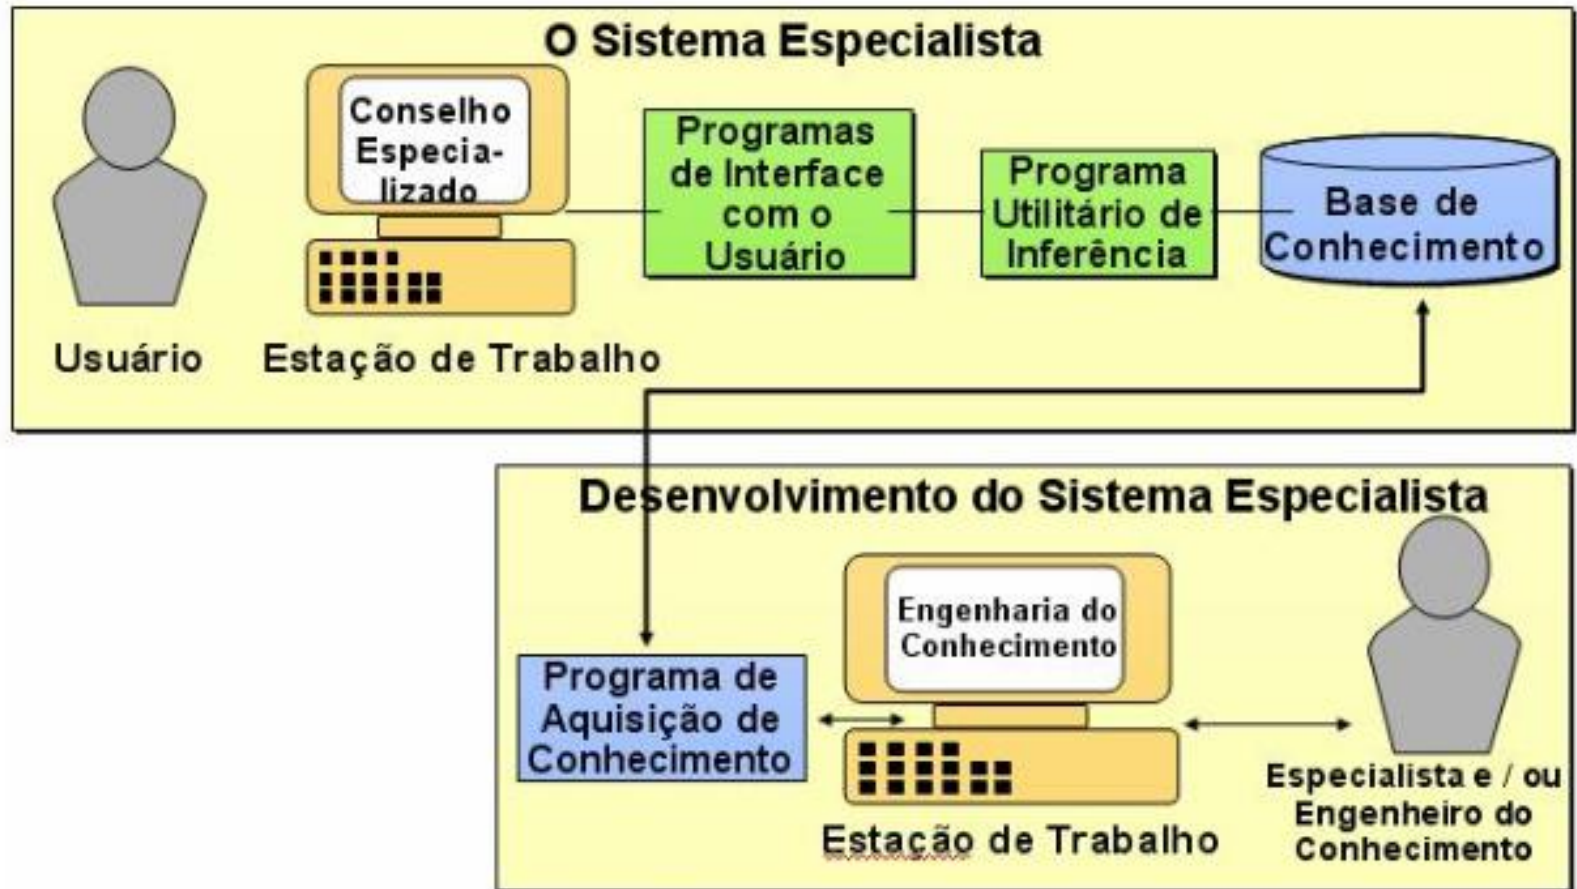 O Sistema Especialista
Conselho
Especia-
lizado
Programas
de Interface
com o
Usuário
Programa
Utilitário de
Inferência
Base de
Conhecimento
Usuário
Estação de Trabalho
Desenvolvimento do Sistema Especialista
Engenharia do
Conhecimento
Programa de
Aquisição de
Conhecimento
Estação de Trabalho
Especialista e / ou
Engenheiro do
Conhecimento